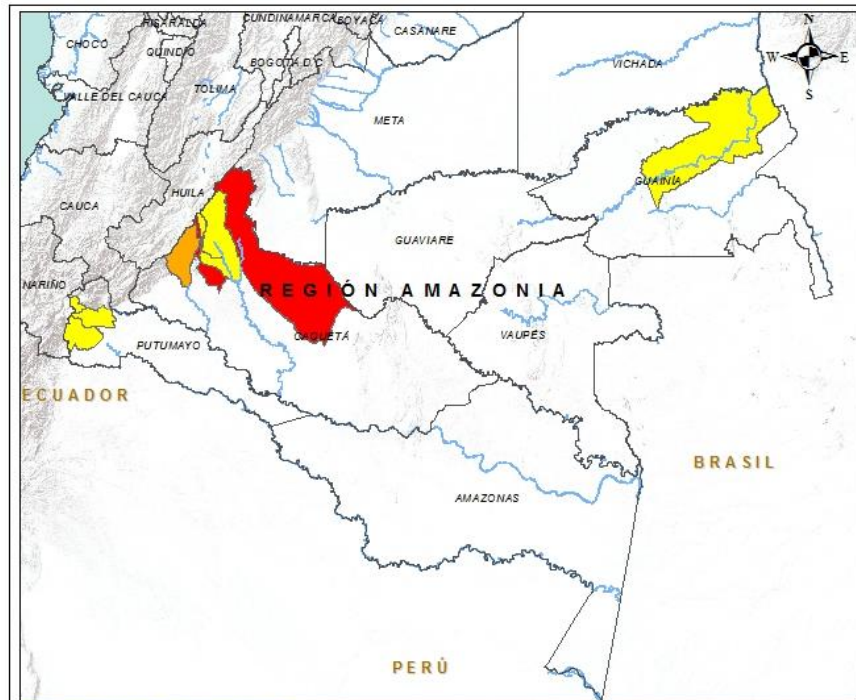 CUNDINAMARCA
BOYACÁ
RISARALDA
CASANARE
N
CHOCÓ
QUINDIO
BOGOTÁ D.C
W
E
VICHADA
S
TOLIMA
VALLE DEL CAUCA
META
HUILA
GUAINÍA
CAUCA
GUAVIARE
NARIÑO
REGIÓN AMAZONIA
CAQUETÁ
VAUPÉS
PUTUMAYO
ECUADOR
BRASIL
AMAZONAS
PERÚ